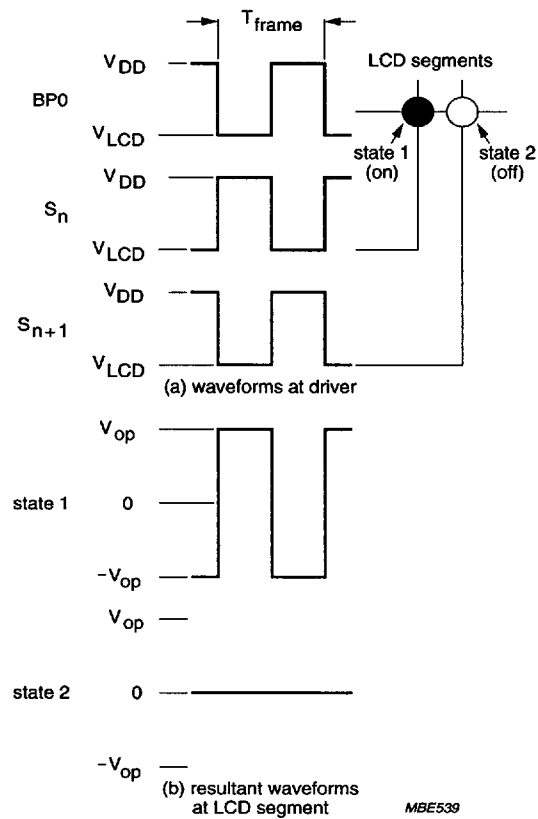 T frame
V DD
LCD segments
BP0
V LCD
state 1
(on)
state 2
(off)
V DD
S n
V LCD
V DD
S n+1
V LCD
(a) waveforms at driver
V op
state 1
0
-V op
V op
state 2
0
-V op
(b) resultant waveforms
at LCD segment
MBE539